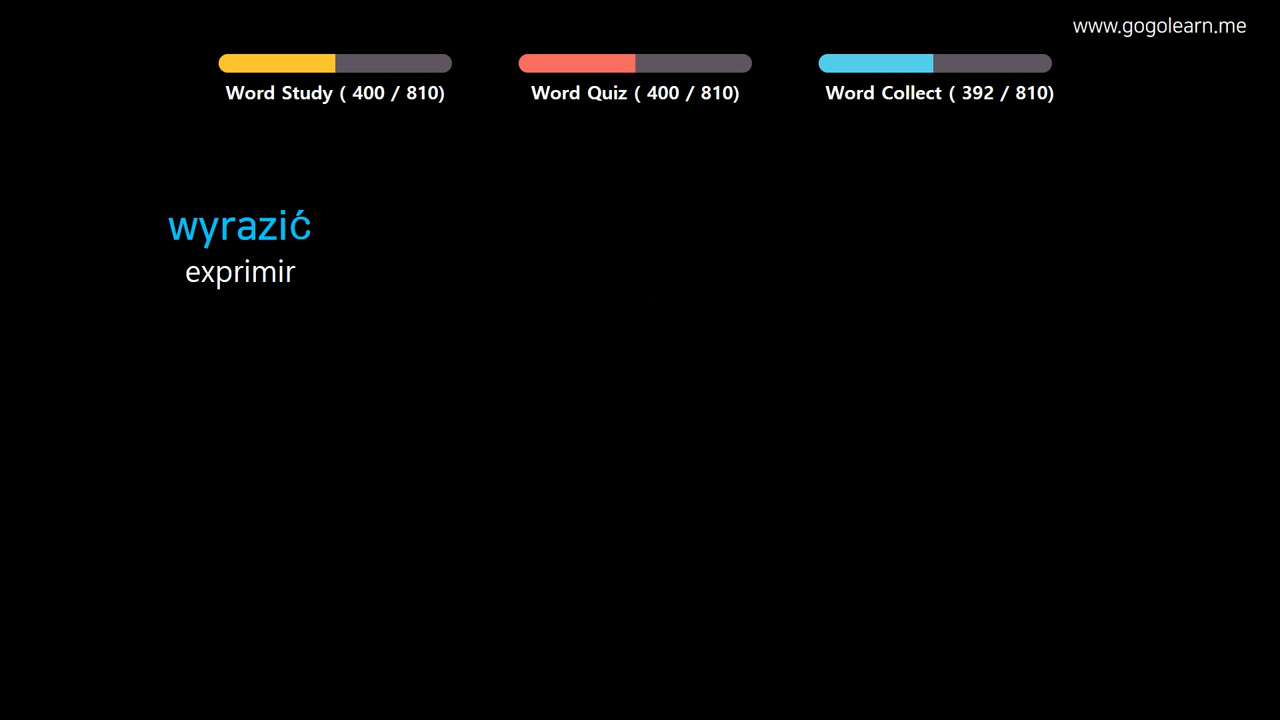 www.gogolearn.me
Word Study ( 400 / 810)
Word Quiz ( 400 / 810)
Word Collect ( 392 / 810)
wyrazić
exprimir